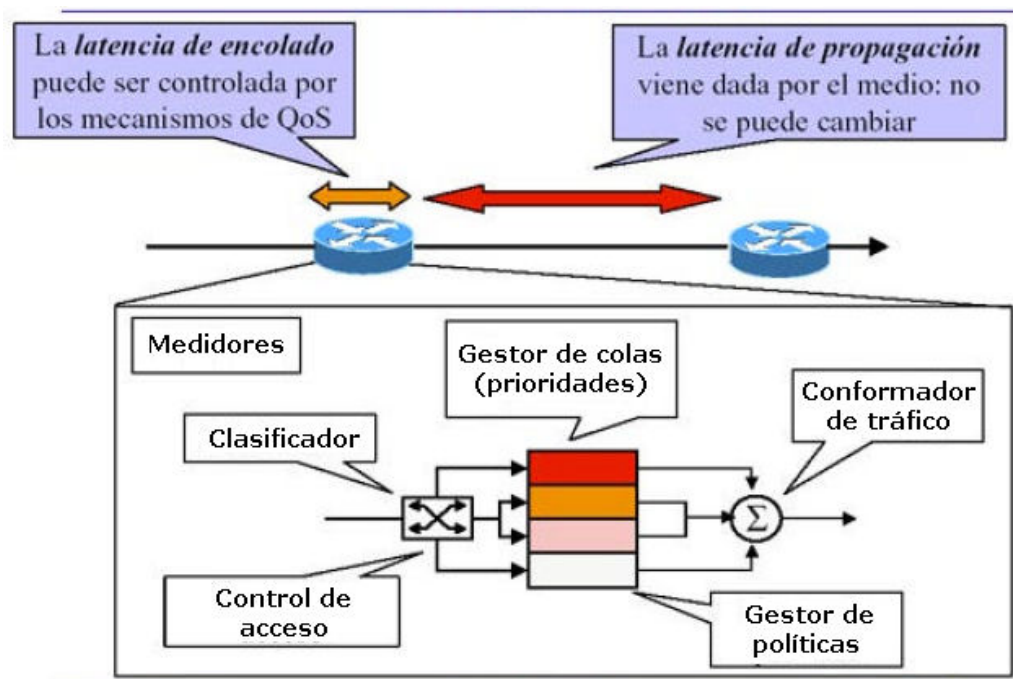 La latencia de encolado
puede ser controlada por
los mecanismos de QoS
La latencia de propagación
viene dada por el medio: no
se puede cambiar
Medidores
Gestor de colas
(prioridades)
Conformador
de tráfico
Clasificador
Σ
Control de
acceso
Gestor de
políticas